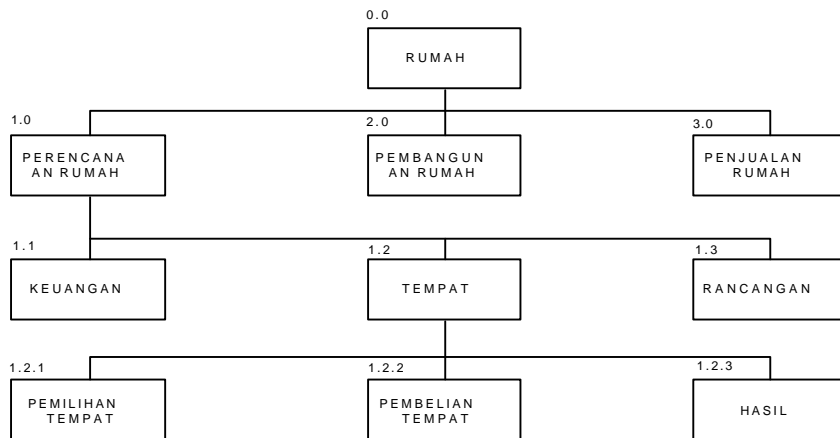 0.0
RUMAH
1.0
2.0
3.0
PERENCANA
AN RUMAH
PEMBANGUN
AN RUMAH
PENJUALAN
RUMAH
1.1
1.2
1.3
KEUANGAN
TEMPAT
RANCANGAN
1.2.1
1.2.2
1.2.3
PEMILIHAN
TEMPAT
PEMBELIAN
TEMPAT
HASIL